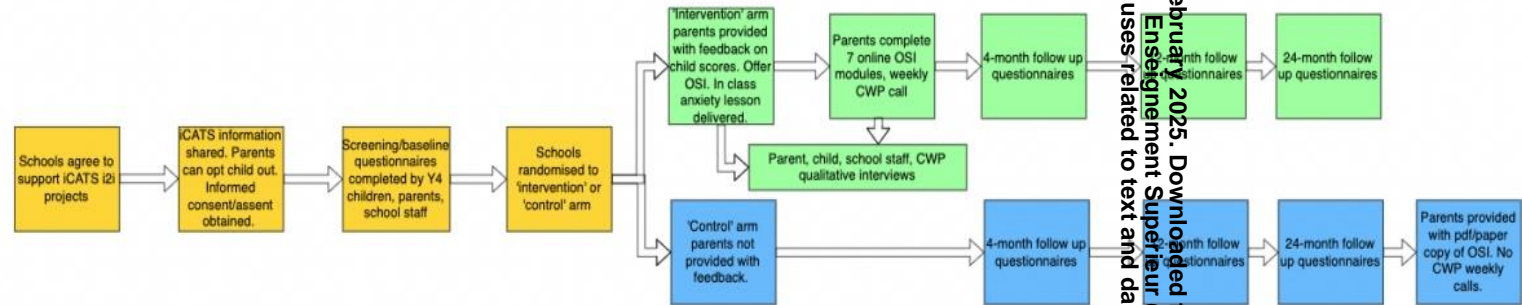 Schools agree to
support iCATS i2i
projects
iCATS information
shared. Parents
can opt child out.
Informed
consent/assent
obtained.
Screening/baseline
questionnaires
completed by Y4
children, parents,
school staff
Schools
randomised to
'intervention' or
'control' arm
'Intervention' arm
parents provided
with feedback on
child scores. Offer
OSI. In class
anxiety lesson
delivered.
Parents complete
7 online OSI
modules, weekly
CWP call
4-month follow up
questionnaires
follow
24-month follow
up questionnaires
Parent, child, school staff, CWP
qualitative interviews
'Control' arm
parents not
provided with
feedback.
4-month follow up
questionnaires
follow
24-month follow
up questionnaires
Parents provided
with pdf/paper
copy of OSI. No
CWP weekly
calls.
2025. Downloaded
Enseignement Superieur
uses related to text and